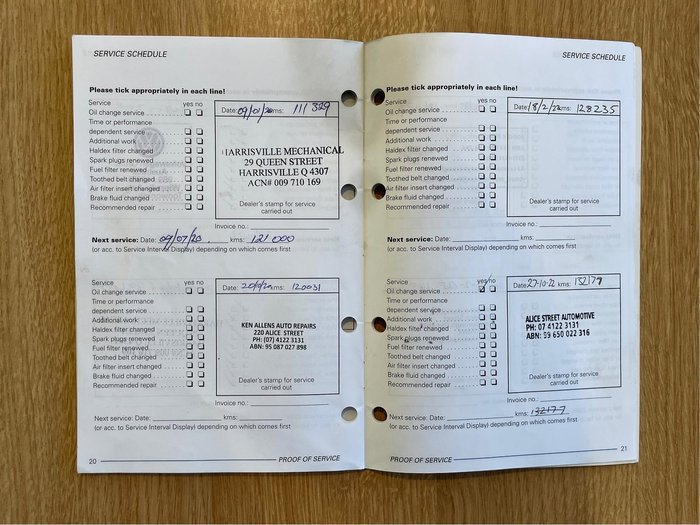 SERVICE SCHEDULE
Please tick appropriately in each line!
Service yes no
Oil change service
Time or performance
dependent service
Additional work
Haldex filter changed
Spark plugs renewed
Fuel filter renewed
Toothed belt changed
Air filter insert changed
Brake fluid changed
Recommended repair
Date: 09/01/20 kms: 111 329
HARRISVILLE MECHANICAL
29 QUEEN STREET
HARRISVILLE Q 4307
ACN# 009 710 169
Dealer's stamp for service
carried out
Invoice no.:
Next service: Date: 09/07/20 kms: 121 000
(or acc. to Service Interval Display) depending on which comes first
Service yes no
Oil change service
Time or performance
dependent service
Additional work
Haldex filter changed
Spark plugs renewed
Fuel filter renewed
Toothed belt changed
Air filter insert changed
Brake fluid changed
Recommended repair
Date: kms: 120031
KEN ALLENS AUTO REPAIRS
220 ALICE STREET
PH: (07) 4122 3131
ABN: 95 087 027 898
Dealer's stamp for service
carried out
Invoice no.:
Next service: Date: kms:
(or acc. to Service Interval Display) depending on which comes first
20 PROOF OF SERVICE
SERVICE SCHEDULE
Please tick appropriately in each line!
Service yes no
Oil change service
Time or performance
dependent service
Additional work
Haldex filter changed
Spark plugs renewed
Fuel filter renewed
Toothed belt changed
Air filter insert changed
Brake fluid changed
Recommended repair
Date: 18/2/22 kms: 128235
Dealer's stamp for service
carried out
Invoice no.:
Next service: Date: kms:
(or acc. to Service Interval Display) depending on which comes first
Service yes/no
Oil change service
Time or performance
dependent service
Additional work
Haldex filter changed
Spark plugs renewed
Fuel filter renewed
Toothed belt changed
Air filter insert changed
Brake fluid changed
Recommended repair
Date: 27-10-22 kms: 132179
ALICE STREET AUTOMOTIVE
PH: 07 4122 3131
ABN: 59 650 022 316
Dealer's stamp for service
carried out
Invoice no.:
Next service: Date: kms: 132177
(or acc. to Service Interval Display) depending on which comes first
PROOF OF SERVICE 21